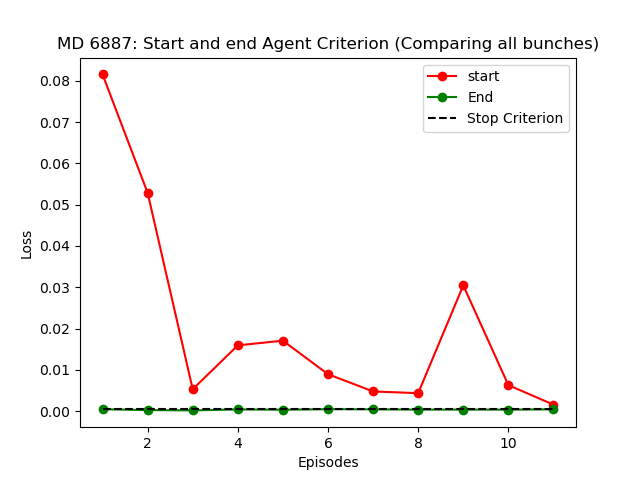 MD 6887: Start and end Agent Criterion (Comparing all bunches)
start
End
Stop Criterion
0.08
0.07
0.06
0.05
0.04
0.03
0.02
0.01
0.00
Loss
2 4 6 8 10
Episodes